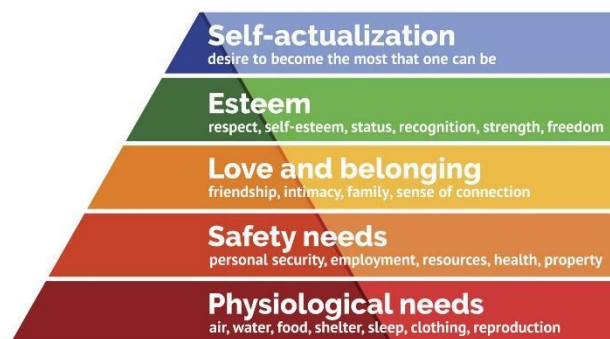 Self-actualization
desire to become the most that one can be
Esteem
respect, self-esteem, status, recognition, strength, freedom
Love and belonging
friendship, intimacy, family, sense of connection
Safety needs
personal security, employment, resources, health, property
Physiological needs
air, water, food, shelter, sleep, clothing, reproduction